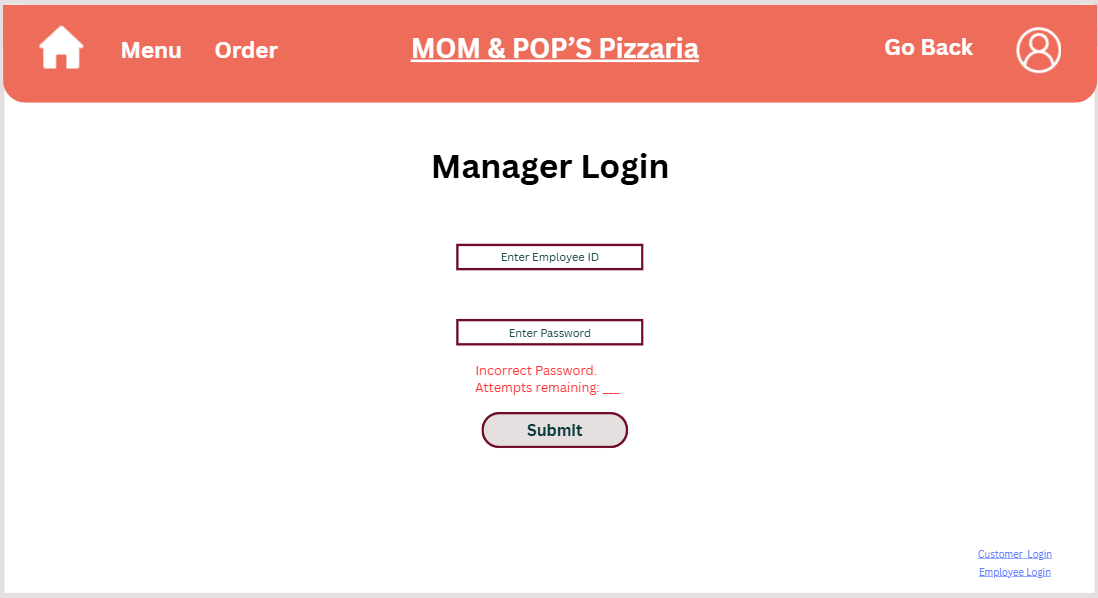 Menu
Order
MOM & POP’S Pizzaria
Go Back
Manager Login
Enter Employee ID
Enter Password
Incorrect Password.
Attempts remaining: ___
Submit
Customer Login
Employee Login